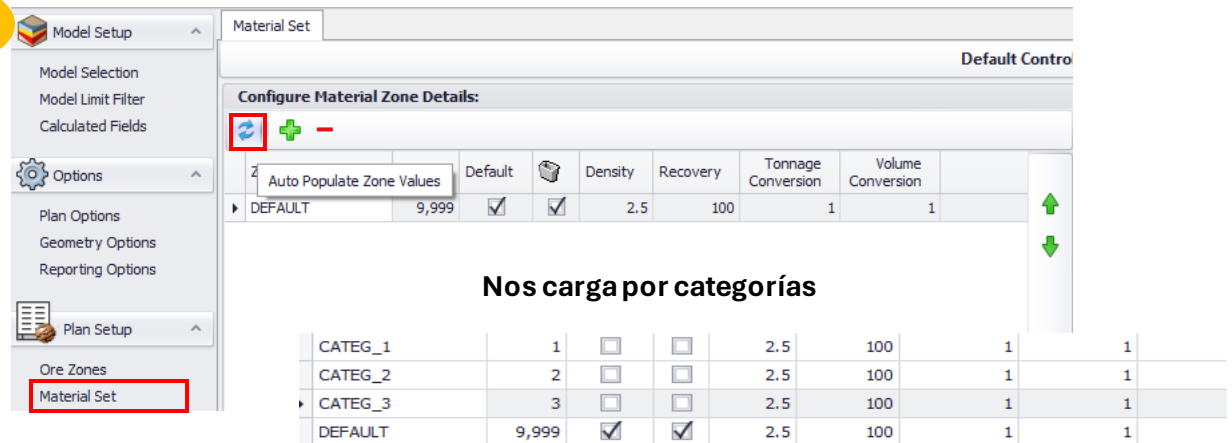 Model Setup
Model Selection
Model Limit Filter
Calculated Fields
Options
Plan Options
Geometry Options
Reporting Options
Plan Setup
Ore Zones
Material Set
Material Set
Default Contro
Configure Material Zone Details:
Z Default Density Recovery Tonnage Conversion Volume Conversion
Auto Populate Zone Values
DEFAULT 9,999 2.5 100 1 1
Nos carga por categorías
CATEG_1 1 2.5 100 1 1
CATEG_2 2 2.5 100 1 1
CATEG_3 3 2.5 100 1 1
DEFAULT 9,999 2.5 100 1 1